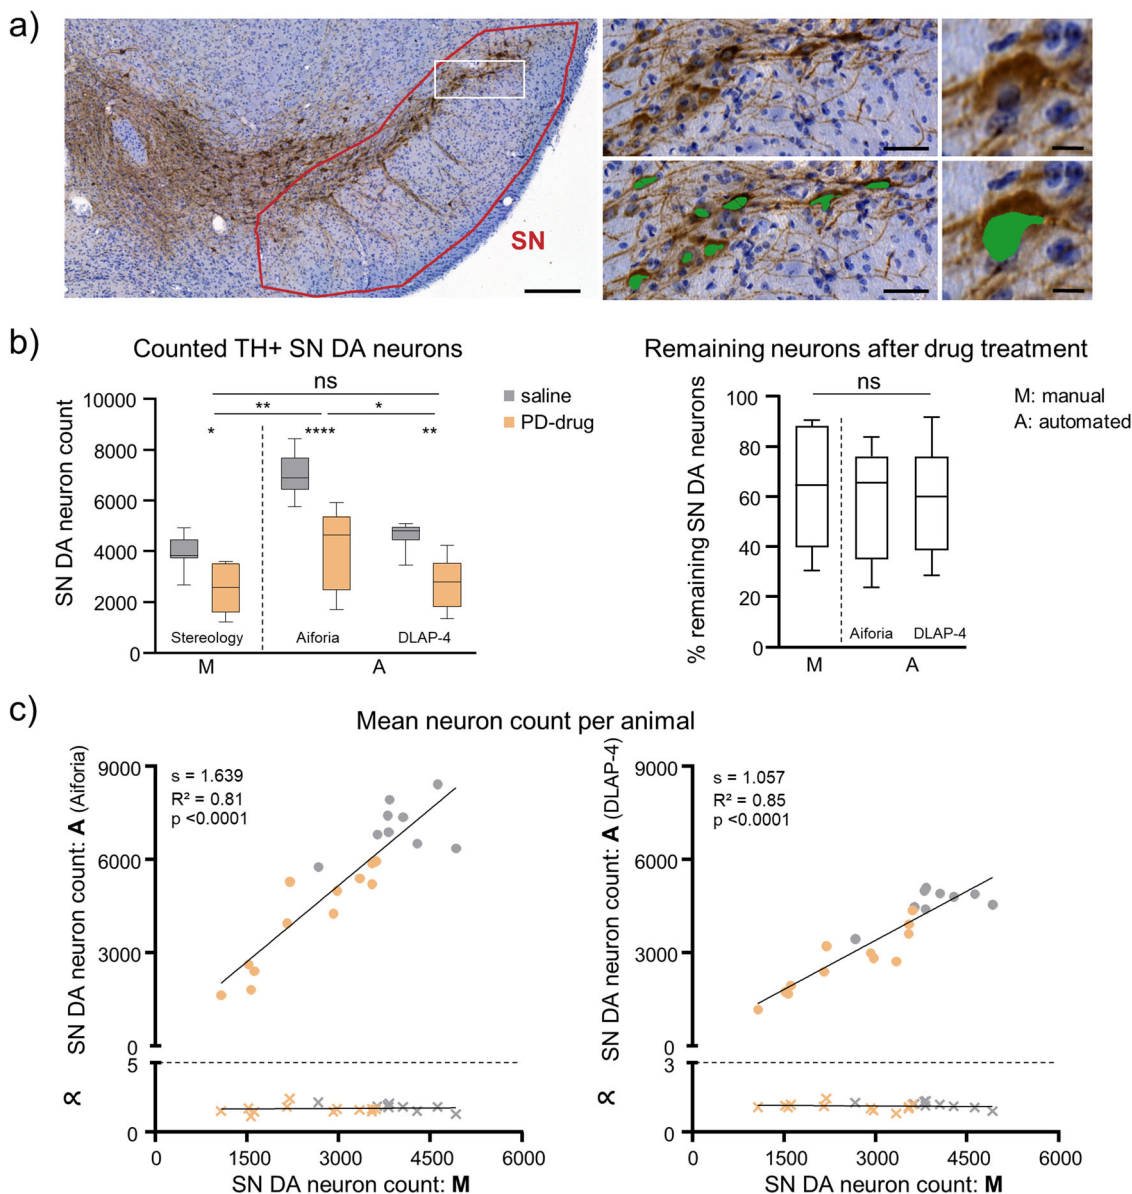 a)
SN
b)
Counted TH+ SN DA neurons
ns
** *
* **** **
SN DA neuron count
10000
8000
6000
4000
2000
0
Stereology Aiforia DLAP-4
M A
saline
PD-drug
Remaining neurons after drug treatment
ns
% remaining SN DA neurons
100
80
60
40
20
0
Aiforia DLAP-4
M A
M: manual
A: automated
c)
Mean neuron count per animal
SN DA neuron count: A (Aiforia)
s = 1.639
R² = 0.81
p <0.0001
9000
6000
3000
0
5
0
∝
0 1500 3000 4500 6000
SN DA neuron count: M
SN DA neuron count: A (DLAP-4)
s = 1.057
R² = 0.85
p <0.0001
9000
6000
3000
0
3
0
∝
0 1500 3000 4500 6000
SN DA neuron count: M